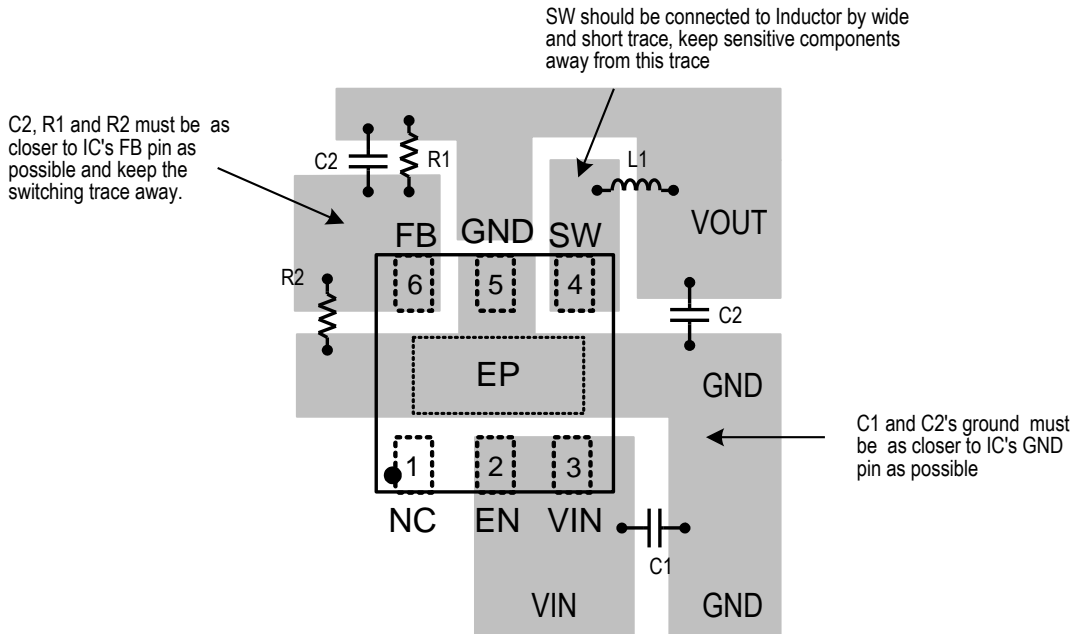 SW should be connected to Inductor by wide
and short trace, keep sensitive components
away from this trace
C2, R1 and R2 must be as
closer to IC's FB pin as
possible and keep the
switching trace away.
C2
R1
L1
VOUT
FB
GND
SW
R2
6
5
4
C2
EP
GND
C1 and C2's ground must
be as closer to IC's GND
pin as possible
1
2
3
NC
EN
VIN
C1
VIN
GND